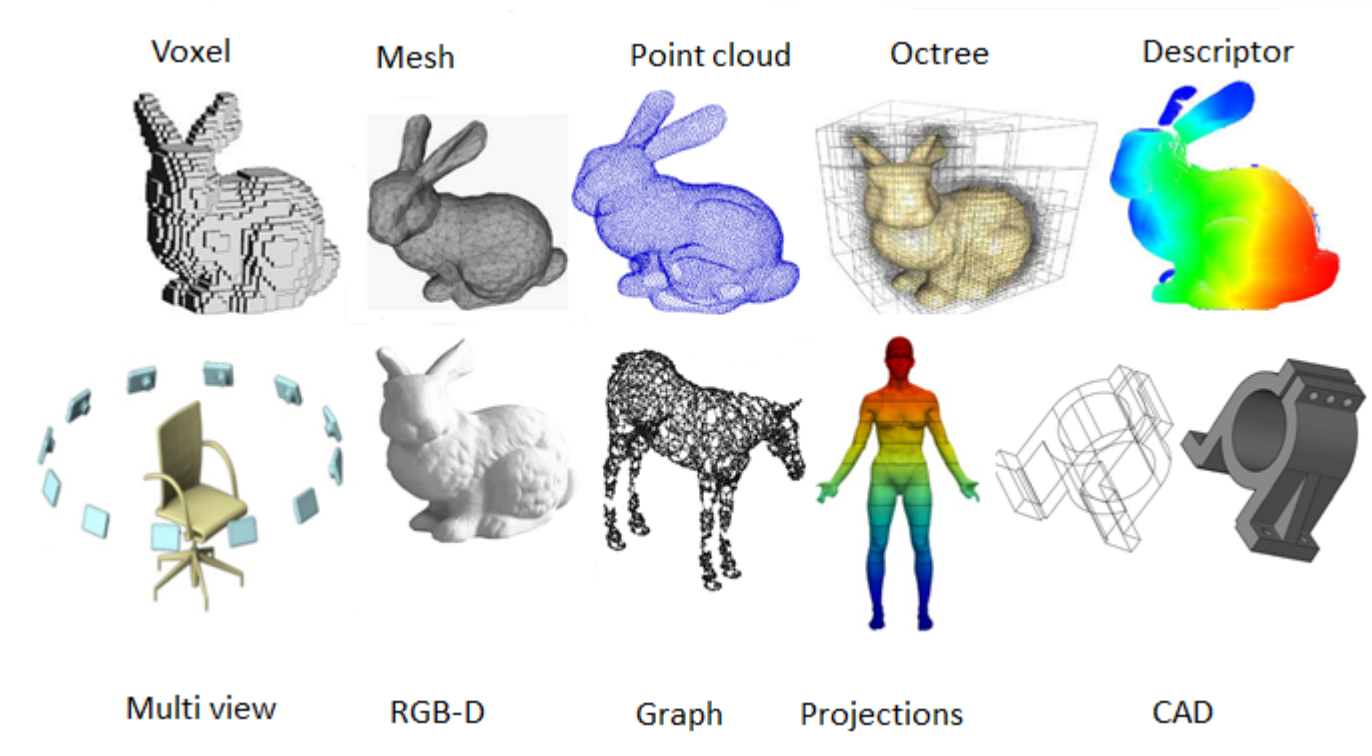 Voxel
Mesh
Point cloud
Octree
Descriptor
Multi view
RGB-D
Graph
Projections
CAD